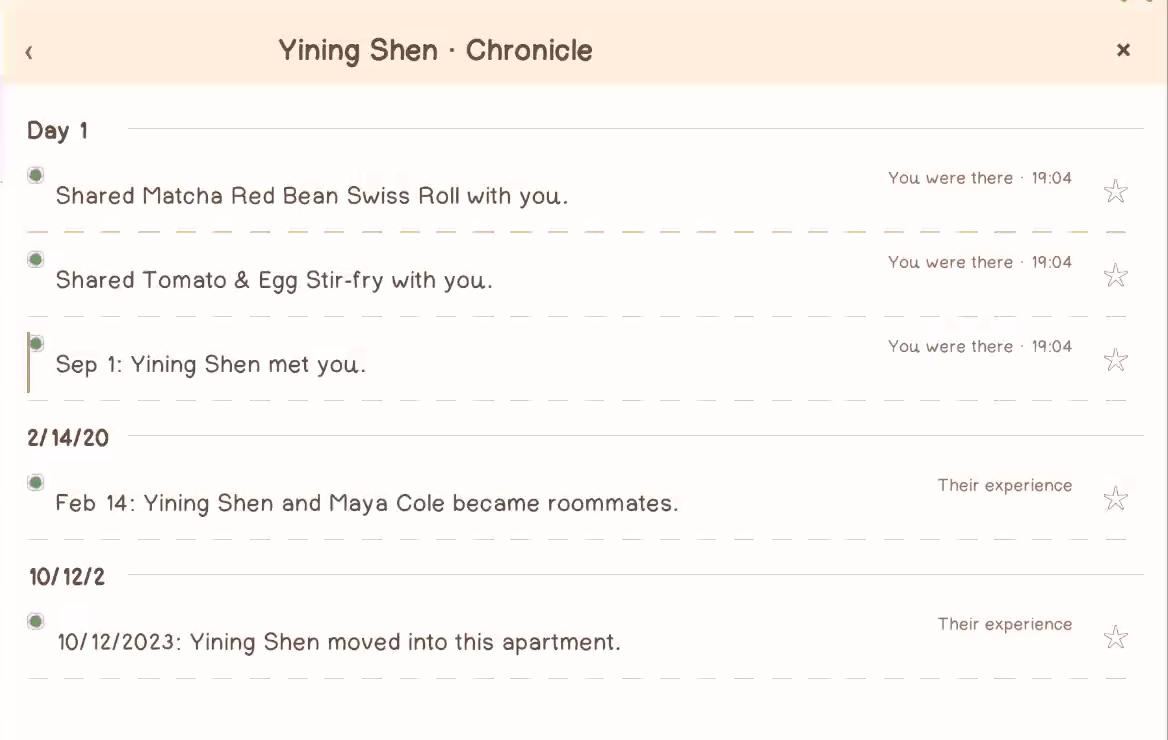 ‹ Yining Shen · Chronicle ×
Day 1
You were there · 19:04
Shared Matcha Red Bean Swiss Roll with you.
You were there · 19:04
Shared Tomato & Egg Stir-fry with you.
You were there · 19:04
Sep 1: Yining Shen met you.
2/14/20
Their experience
Feb 14: Yining Shen and Maya Cole became roommates.
10/12/2
Their experience
10/12/2023: Yining Shen moved into this apartment.